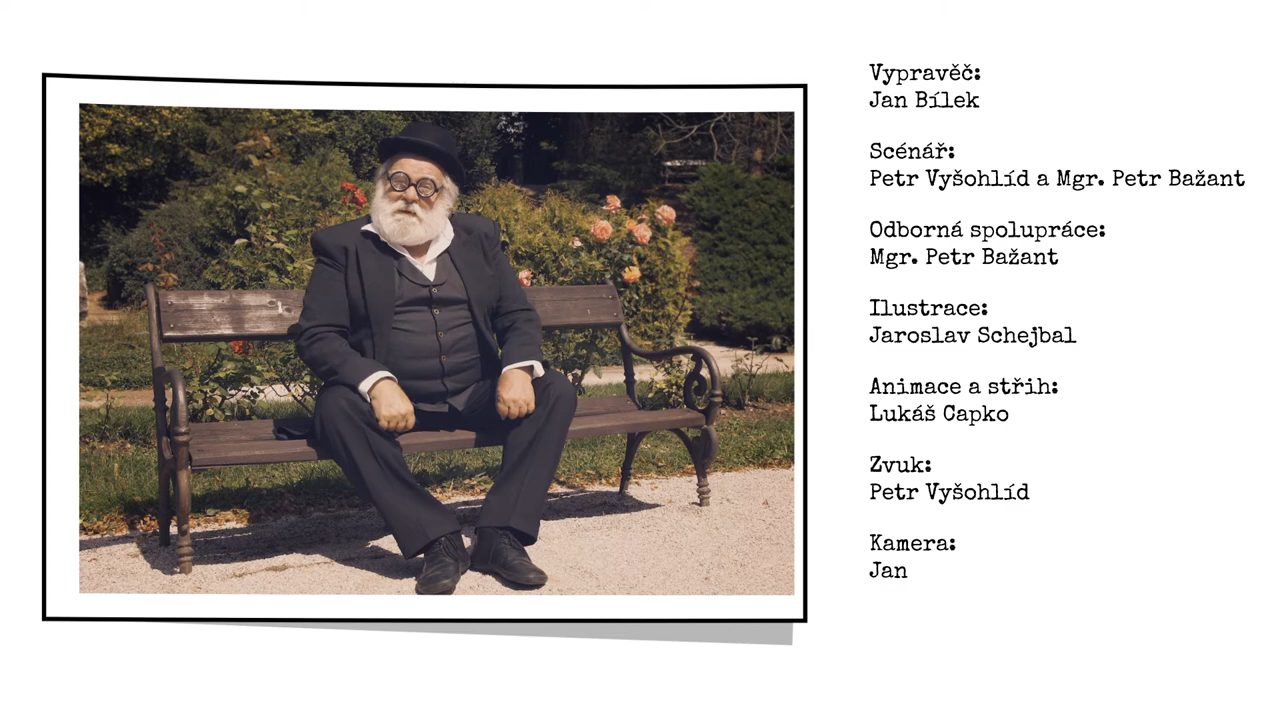 Vypravěč:
Jan Bílek
Scénář:
Petr Vyšohlíd a Mgr. Petr Bažant
Odborná spolupráce:
Mgr. Petr Bažant
Ilustrace:
Jaroslav Schejbal
Animace a střih:
Lukáš Capko
Zvuk:
Petr Vyšohlíd
Kamera:
Jan